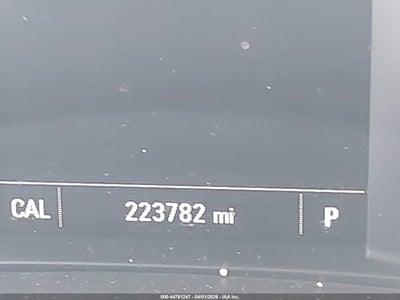 CAL 223782 mi P
000-44761247 - 04/01/2026 - IAA Inc.